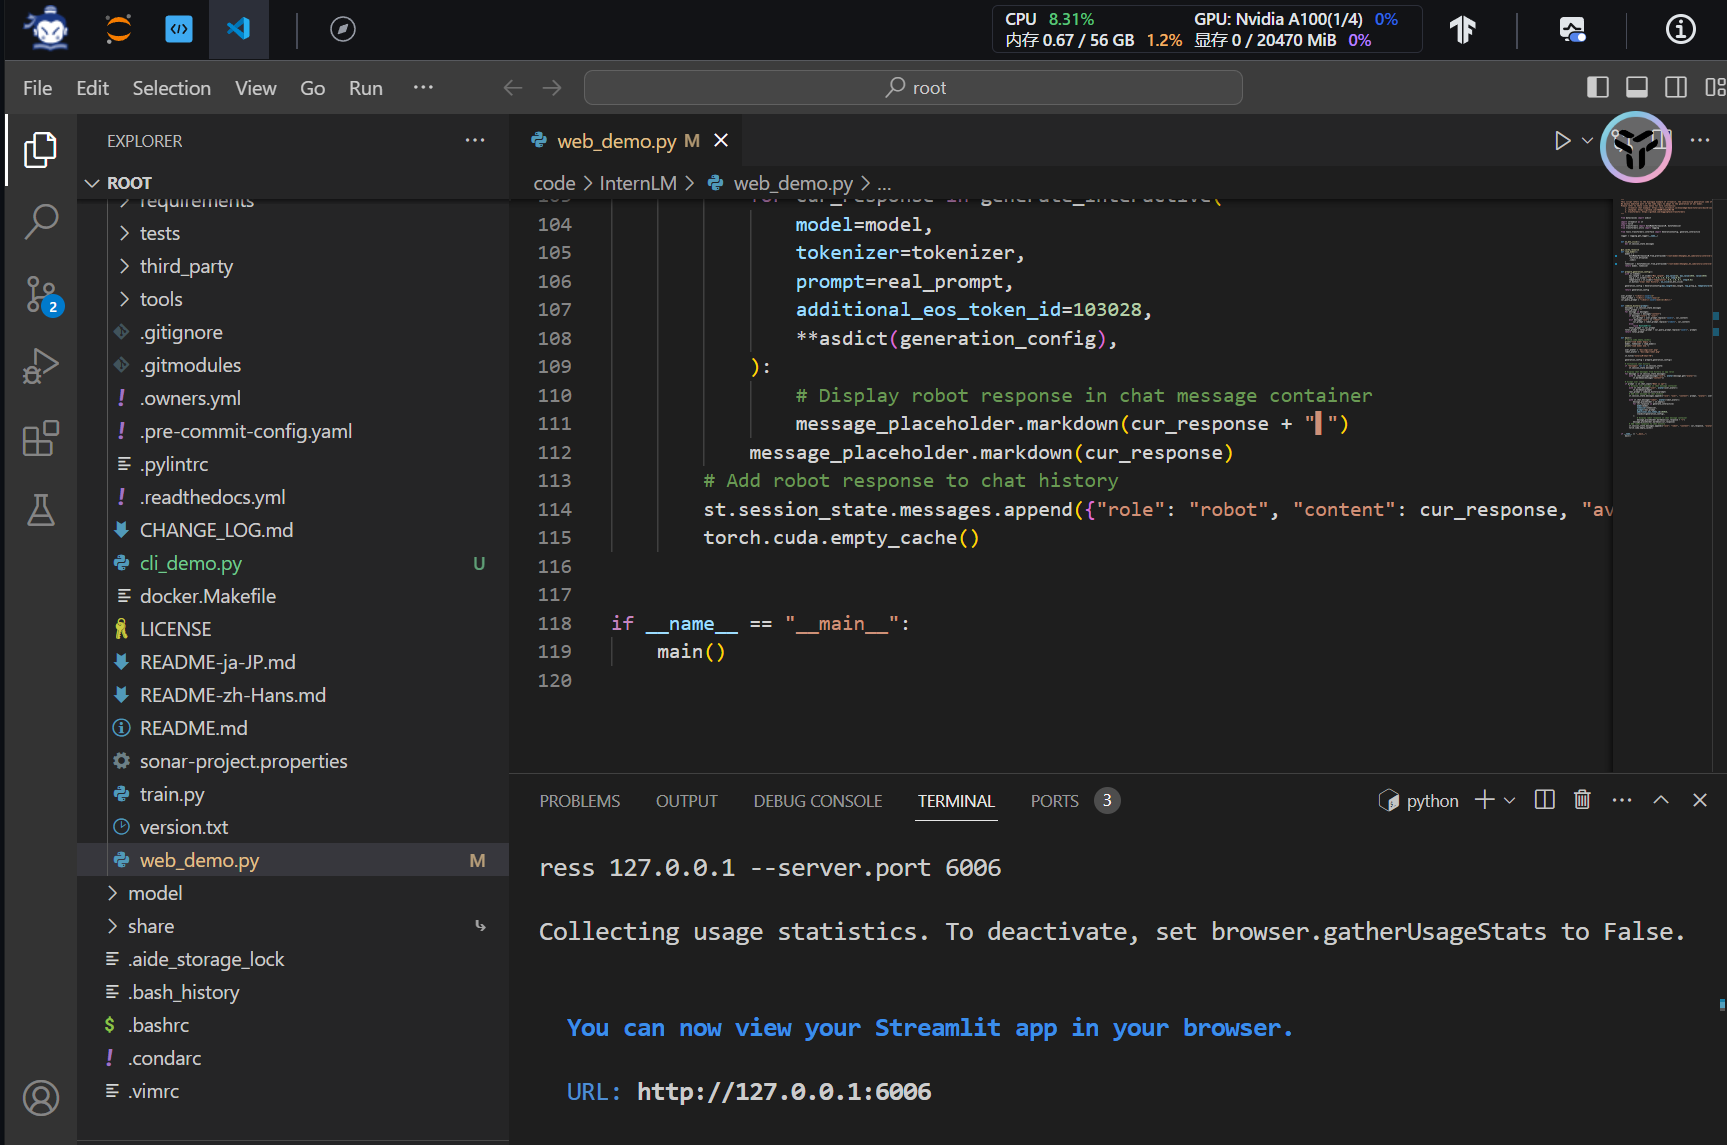 CPU 8.31% GPU: Nvidia A100(1/4) 0%
内存 0.67 / 56 GB 1.2% 显存 0 / 20470 MiB 0%
File Edit Selection View Go Run ···
root
EXPLORER ···
ROOT
requirements
tests
third_party
tools
.gitignore
.gitmodules
.owners.yml
.pre-commit-config.yaml
.pylintrc
.readthedocs.yml
CHANGE_LOG.md
cli_demo.py U
docker.Makefile
LICENSE
README-ja-JP.md
README-zh-Hans.md
README.md
sonar-project.properties
train.py
version.txt
web_demo.py M
model
share
.aide_storage_lock
.bash_history
.bashrc
.condarc
.vimrc
2
web_demo.py M
code > InternLM > web_demo.py > ...
103 for cur_response in generate_interactive(
104 model=model,
105 tokenizer=tokenizer,
106 prompt=real_prompt,
107 additional_eos_token_id=103028,
108 **asdict(generation_config),
109 ):
110 # Display robot response in chat message container
111 message_placeholder.markdown(cur_response + "▌")
112 message_placeholder.markdown(cur_response)
113 # Add robot response to chat history
114 st.session_state.messages.append({"role": "robot", "content": cur_response, "av
115 torch.cuda.empty_cache()
116
117
118 if __name__ == "__main__":
119 main()
120
PROBLEMS OUTPUT DEBUG CONSOLE TERMINAL PORTS 3 python
ress 127.0.0.1 --server.port 6006
Collecting usage statistics. To deactivate, set browser.gatherUsageStats to False.
You can now view your Streamlit app in your browser.
URL: http://127.0.0.1:6006